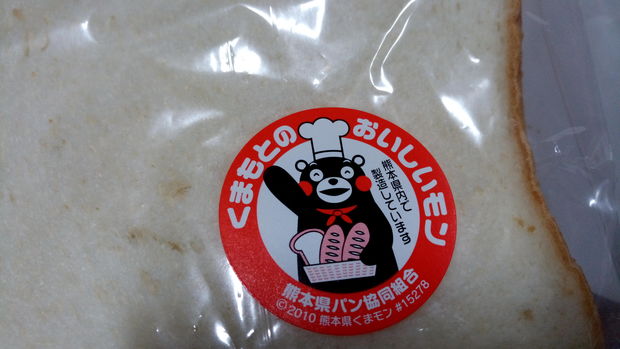 くまもとの おいしいモン
熊本県内で
製造しています
熊本県パン協同組合
©2010 熊本県くまモン #15278